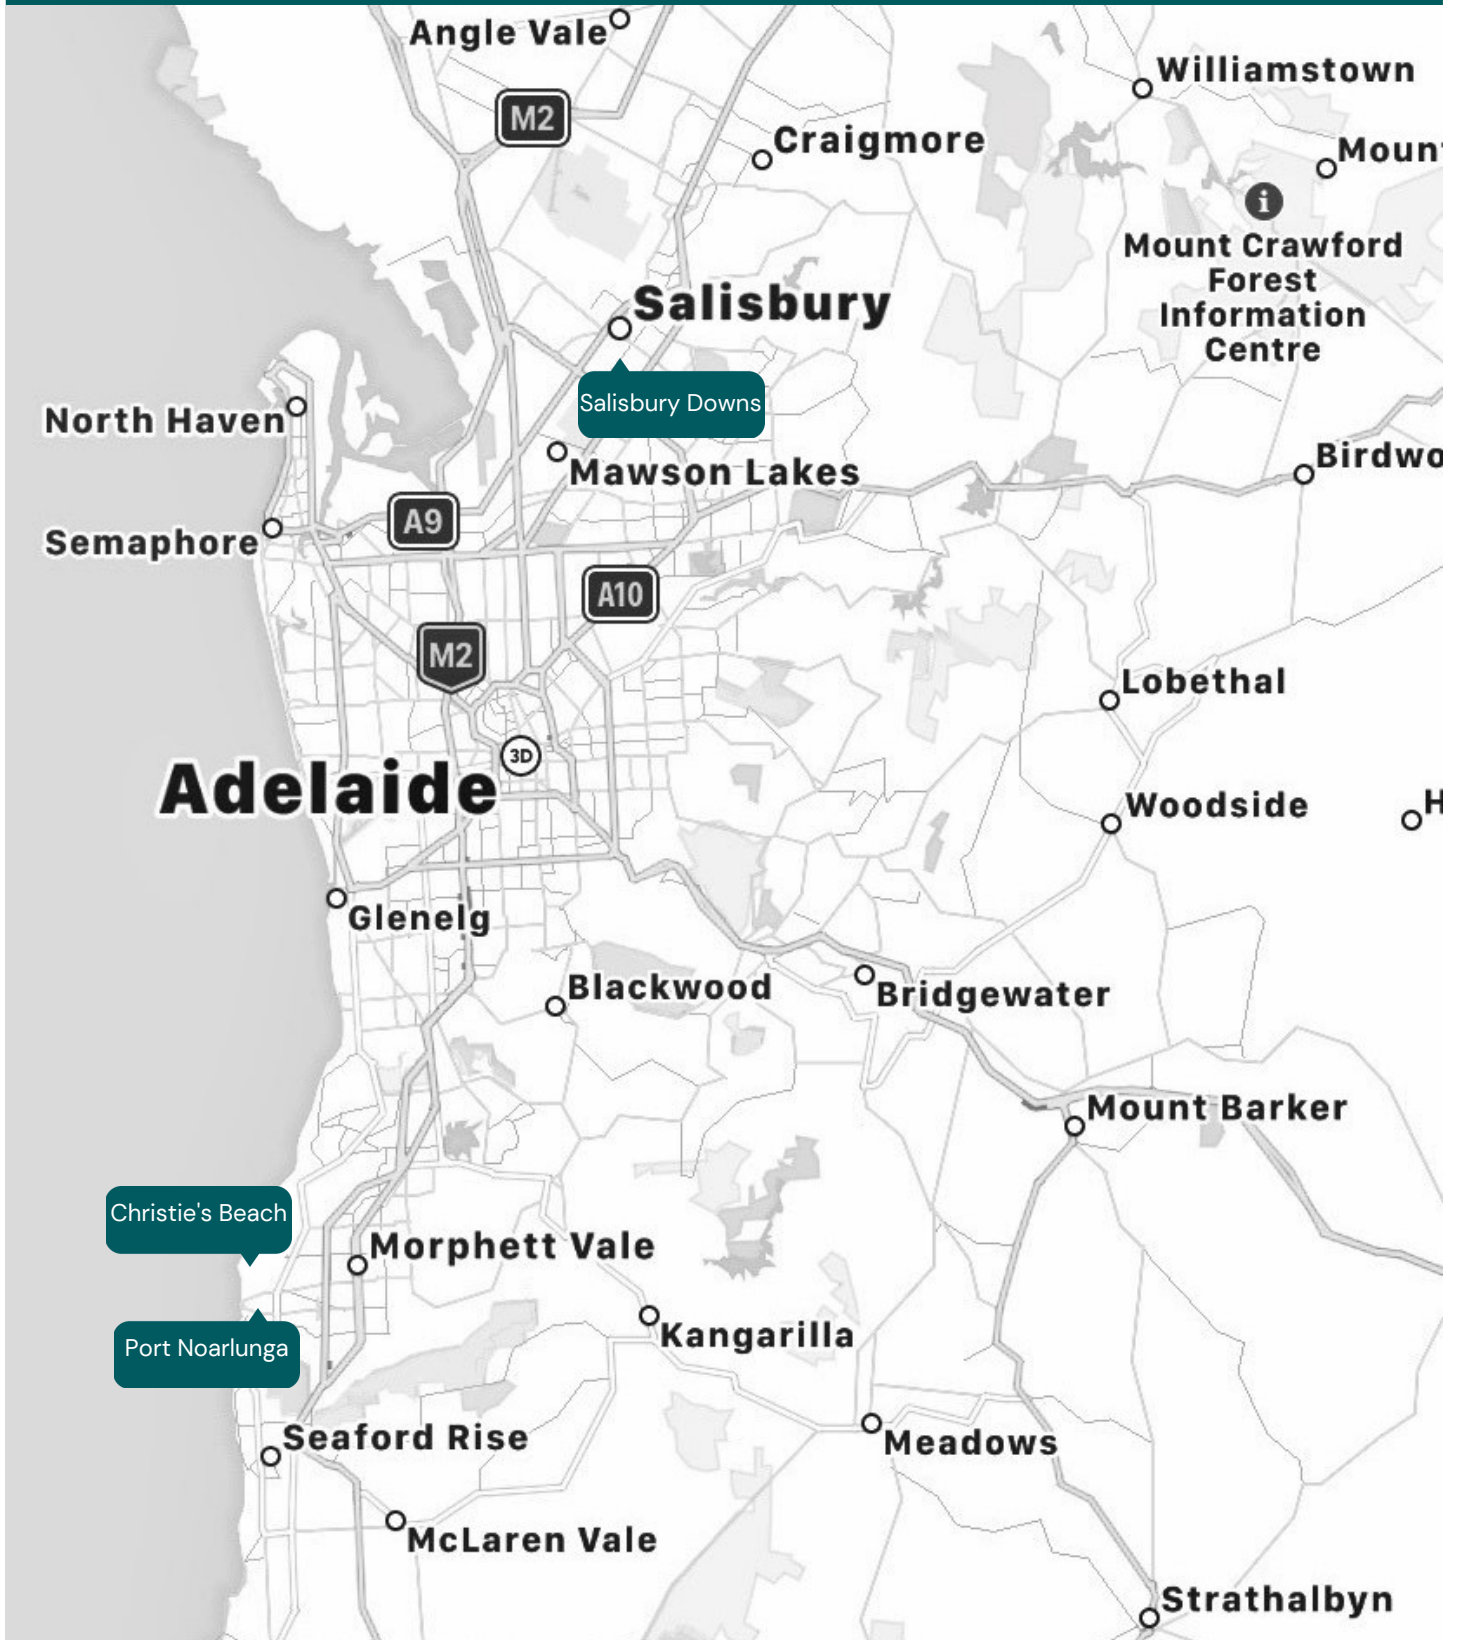 Angle Vale
Williamstown
M2
Craigmore
Moun
i
Mount Crawford
Forest
Information
Centre
Salisbury
Salisbury Downs
North Haven
Mawson Lakes
Birdwo
A9
Semaphore
A10
M2
Lobethal
3D
Adelaide
Woodside
H
Glenelg
Blackwood
Bridgewater
Mount Barker
Christie's Beach
Morphett Vale
Kangarilla
Port Noarlunga
Seaford Rise
Meadows
McLaren Vale
Strathalbyn